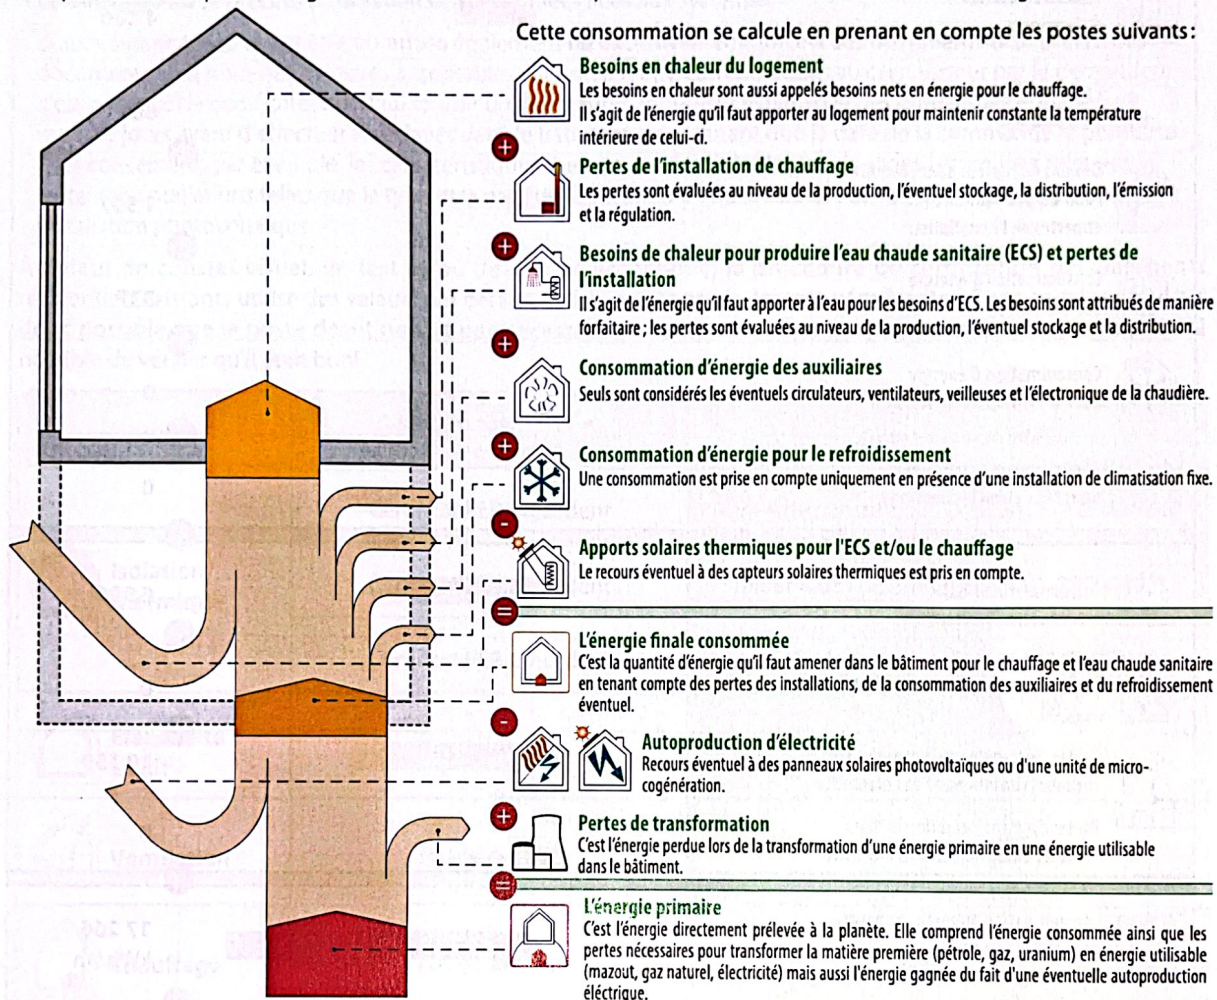 Cette consommation se calcule en prenant en compte les postes suivants :
Besoins en chaleur du logement
Les besoins en chaleur sont aussi appelés besoins nets en énergie pour le chauffage.
Il s'agit de l'énergie qu'il faut apporter au logement pour maintenir constante la température
intérieure de celui-ci.
+
Pertes de l'installation de chauffage
Les pertes sont évaluées au niveau de la production, l'éventuel stockage, la distribution, l'émission
et la régulation.
+
Besoins de chaleur pour produire l'eau chaude sanitaire (ECS) et pertes de
l'installation
Il s'agit de l'énergie qu'il faut apporter à l'eau pour les besoins d'ECS. Les besoins sont attribués de manière
forfaitaire ; les pertes sont évaluées au niveau de la production, l'éventuel stockage et la distribution.
+
Consommation d'énergie des auxiliaires
Seuls sont considérés les éventuels circulateurs, ventilateurs, veilleuses et l'électronique de la chaudière.
+
Consommation d'énergie pour le refroidissement
Une consommation est prise en compte uniquement en présence d'une installation de climatisation fixe.
-
Apports solaires thermiques pour l'ECS et/ou le chauffage
Le recours éventuel à des capteurs solaires thermiques est pris en compte.
=
L'énergie finale consommée
C'est la quantité d'énergie qu'il faut amener dans le bâtiment pour le chauffage et l'eau chaude sanitaire
en tenant compte des pertes des installations, de la consommation des auxiliaires et du refroidissement
éventuel.
-
Autoproduction d'électricité
Recours éventuel à des panneaux solaires photovoltaïques ou d'une unité de micro-
cogénération.
+
Pertes de transformation
C'est l'énergie perdue lors de la transformation d'une énergie primaire en une énergie utilisable
dans le bâtiment.
=
L'énergie primaire
C'est l'énergie directement prélevée à la planète. Elle comprend l'énergie consommée ainsi que les
pertes nécessaires pour transformer la matière première (pétrole, gaz, uranium) en énergie utilisable
(mazout, gaz naturel, électricité) mais aussi l'énergie gagnée du fait d'une éventuelle autoproduction
éléctrique.